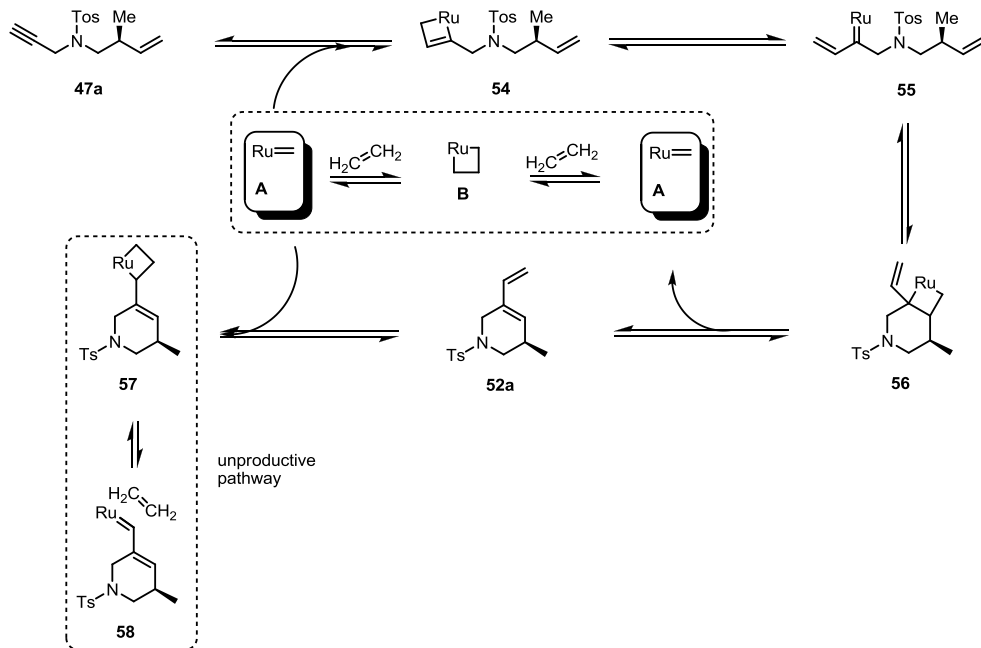 Tos
Me
N
47a
Ru
Tos
Me
N
54
Ru
Tos
Me
N
55
Ru
A
H2C CH2
Ru
B
H2C CH2
Ru
A
Ru
N
Ts
57
N
Ts
52a
Ru
N
Ts
56
unproductive
pathway
H2C CH2
Ru
N
Ts
58